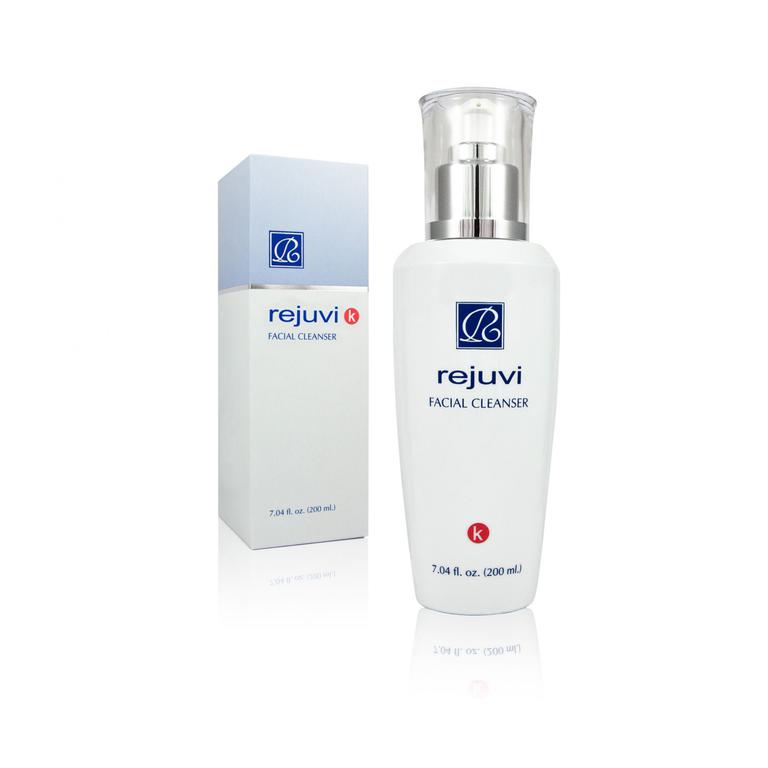 R
rejuvi k
FACIAL CLEANSER
7.04 fl. oz. (200 ml.)
R
rejuvi
FACIAL CLEANSER
k
7.04 fl. oz. (200 ml.)